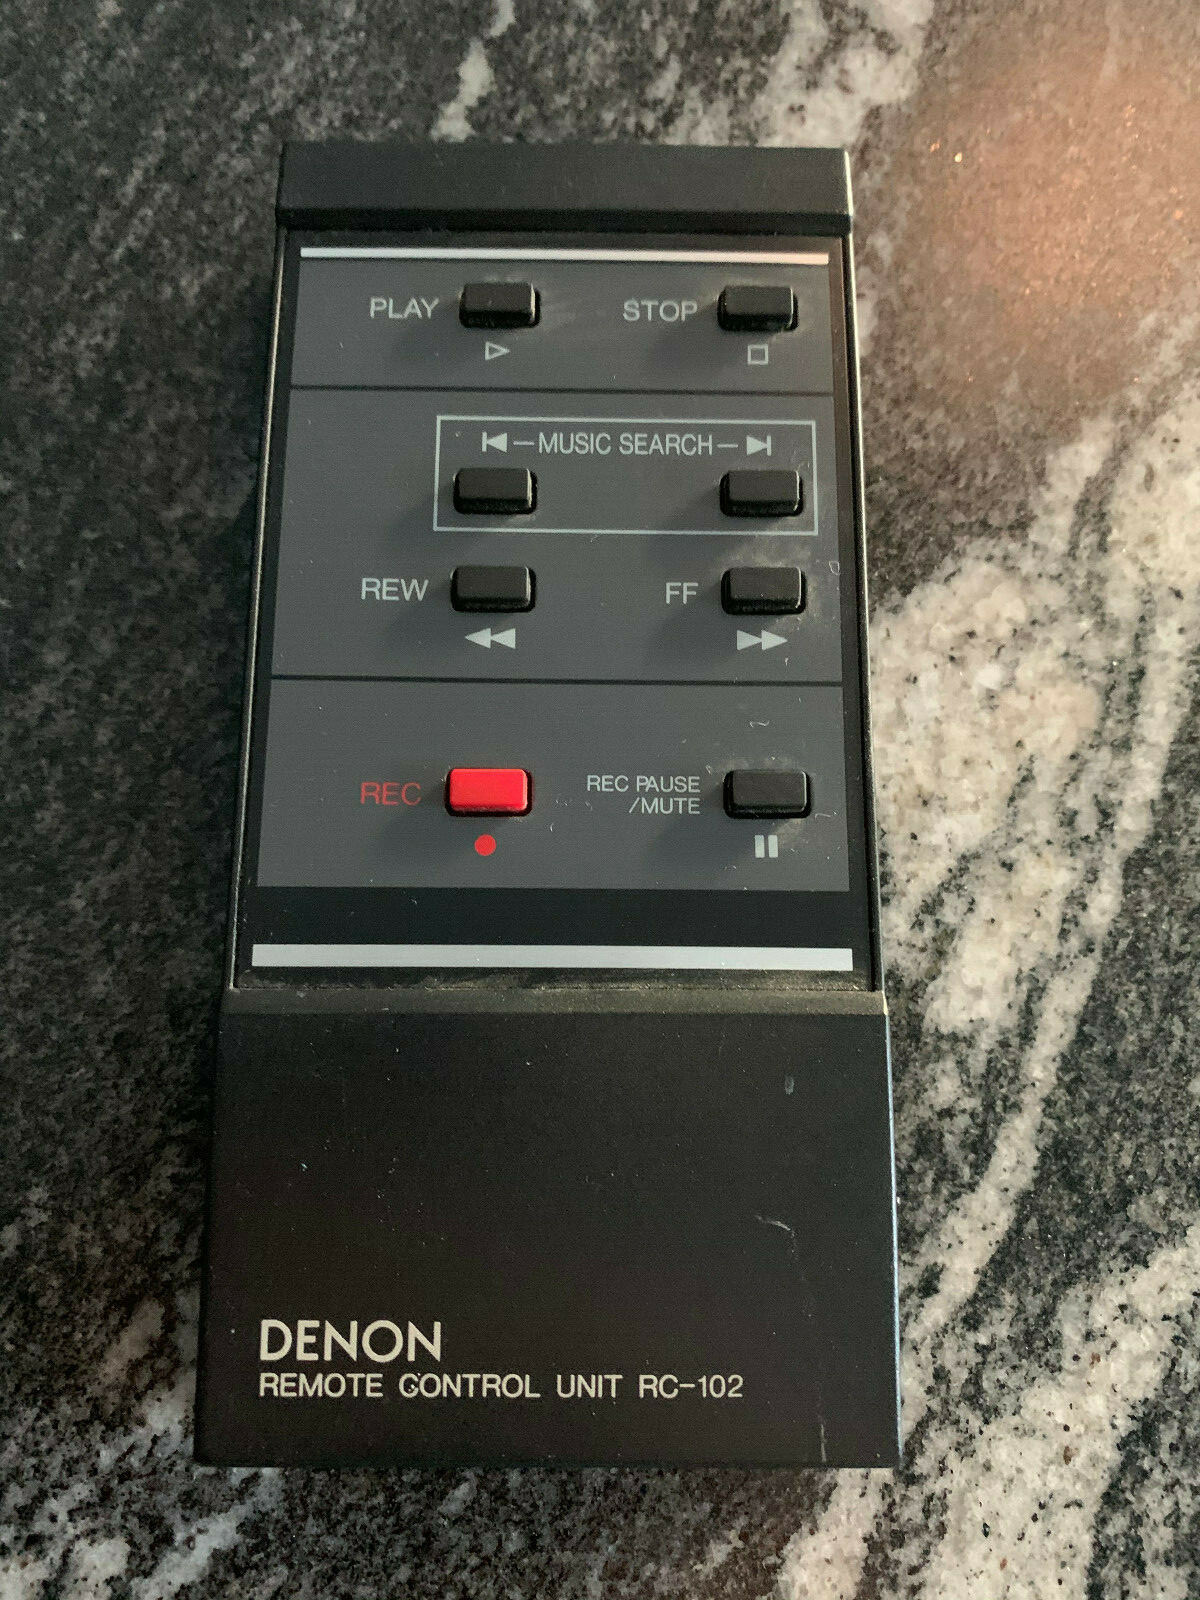 PLAY STOP
MUSIC SEARCH
REW FF
REC REC PAUSE
/MUTE
DENON
REMOTE CONTROL UNIT RC-102